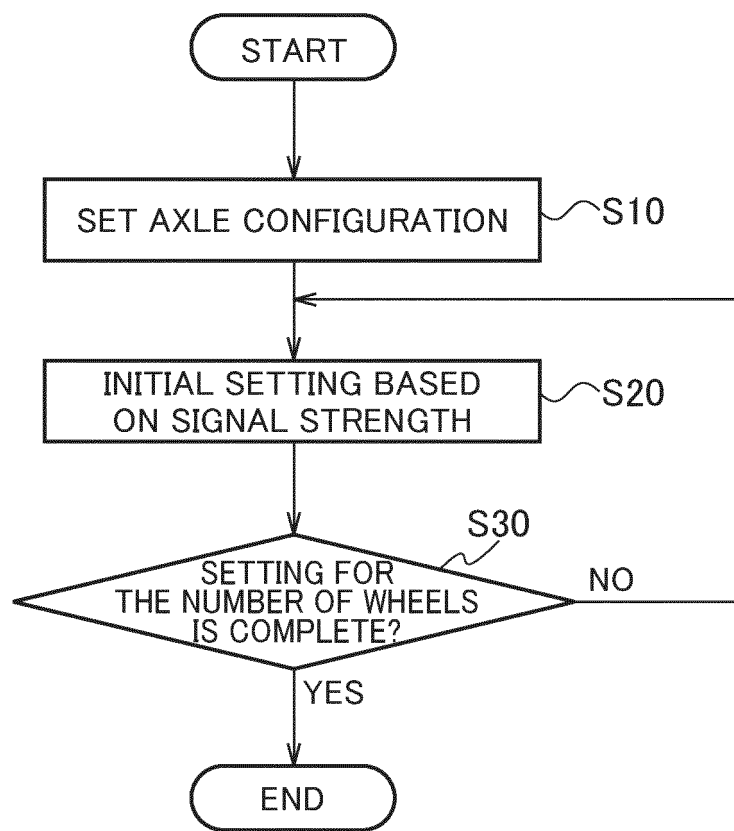 START
SET AXLE CONFIGURATION
S10
INITIAL SETTING BASED
ON SIGNAL STRENGTH
S20
S30
SETTING FOR
THE NUMBER OF WHEELS
IS COMPLETE?
NO
YES
END